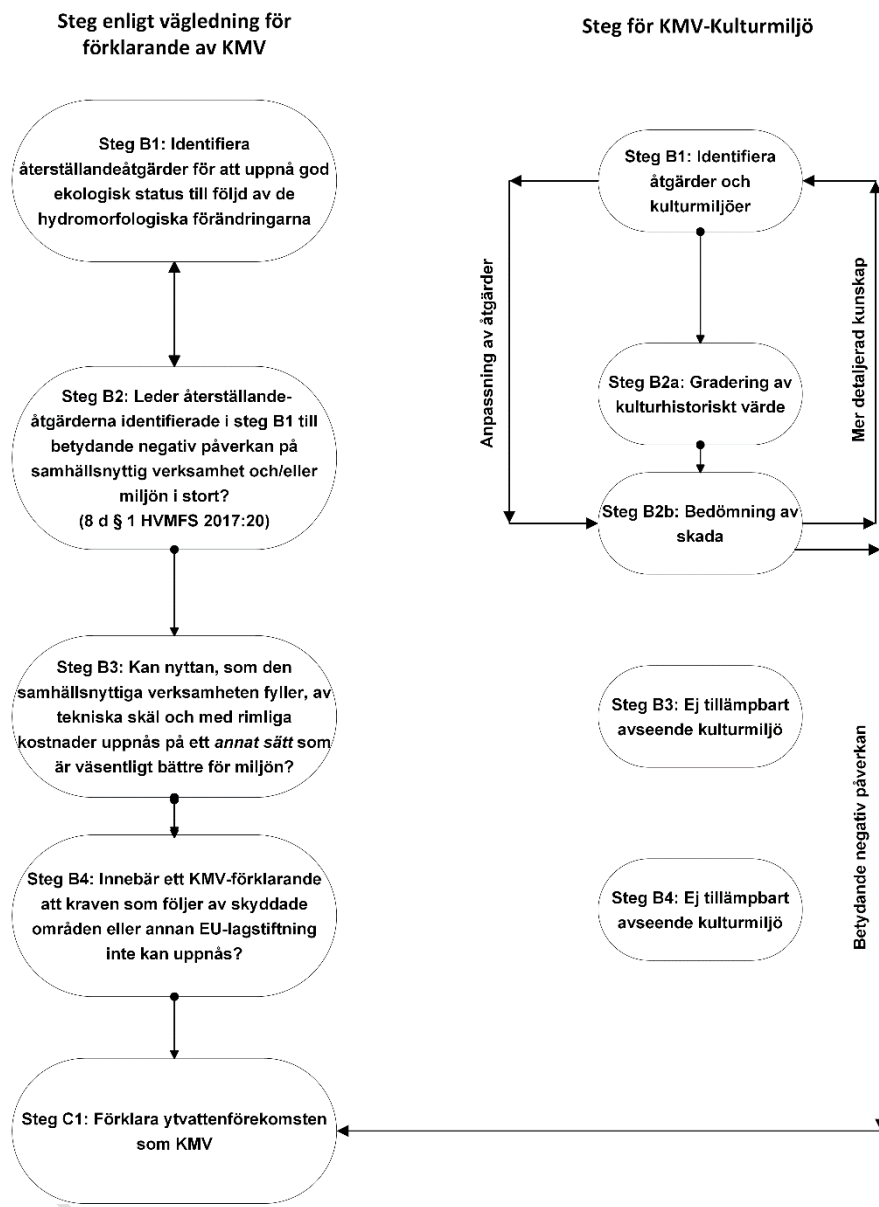 Steg enligt vägledning för
förklarande av KMV
Steg B1: Identifiera
återställandeåtgärder för att uppnå god
ekologisk status till följd av de
hydromorfologiska förändringarna
Steg B2: Leder återställande-
åtgärderna identifierade i steg B1 till
betydande negativ påverkan på
samhällsnyttig verksamhet och/eller
miljön i stort?
(8 d § 1 HVMFS 2017:20)
Steg B3: Kan nyttan, som den
samhällsnyttiga verksamheten fyller, av
tekniska skäl och med rimliga
kostnader uppnås på ett annat sätt som
är väsentligt bättre för miljön?
Steg B4: Innebär ett KMV-förklarande
att kraven som följer av skyddade
områden eller annan EU-lagstiftning
inte kan uppnås?
Steg C1: Förklara ytvattenförekomsten
som KMV
Steg för KMV-Kulturmiljö
Steg B1: Identifiera
åtgärder och
kulturmiljöer
Anpassning av åtgärder
Mer detaljerad kunskap
Steg B2a: Gradering av
kulturhistoriskt värde
Steg B2b: Bedömning av
skada
Steg B3: Ej tillämpbart
avseende kulturmiljö
Steg B4: Ej tillämpbart
avseende kulturmiljö
Betydande negativ påverkan